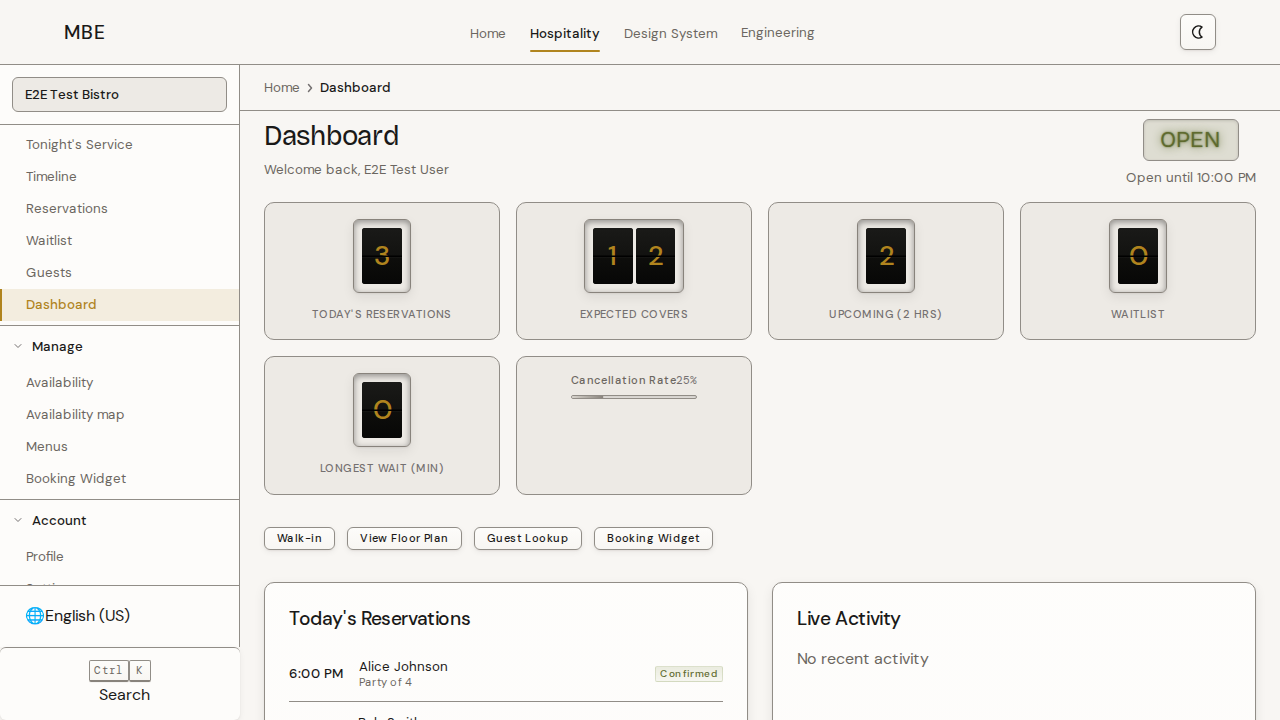 MBE
Home Hospitality Design System Engineering
E2E Test Bistro
Tonight's Service
Timeline
Reservations
Waitlist
Guests
Dashboard
Manage
Availability
Availability map
Menus
Booking Widget
Account
Profile
🌐English (US)
Ctrl K
Search
Home > Dashboard
Dashboard
Welcome back, E2E Test User
OPEN
Open until 10:00 PM
3
TODAY'S RESERVATIONS
12
EXPECTED COVERS
2
UPCOMING (2 HRS)
0
WAITLIST
0
LONGEST WAIT (MIN)
Cancellation Rate25%
Walk-in View Floor Plan Guest Lookup Booking Widget
Today's Reservations
6:00 PM Alice Johnson Confirmed
Party of 4
Live Activity
No recent activity